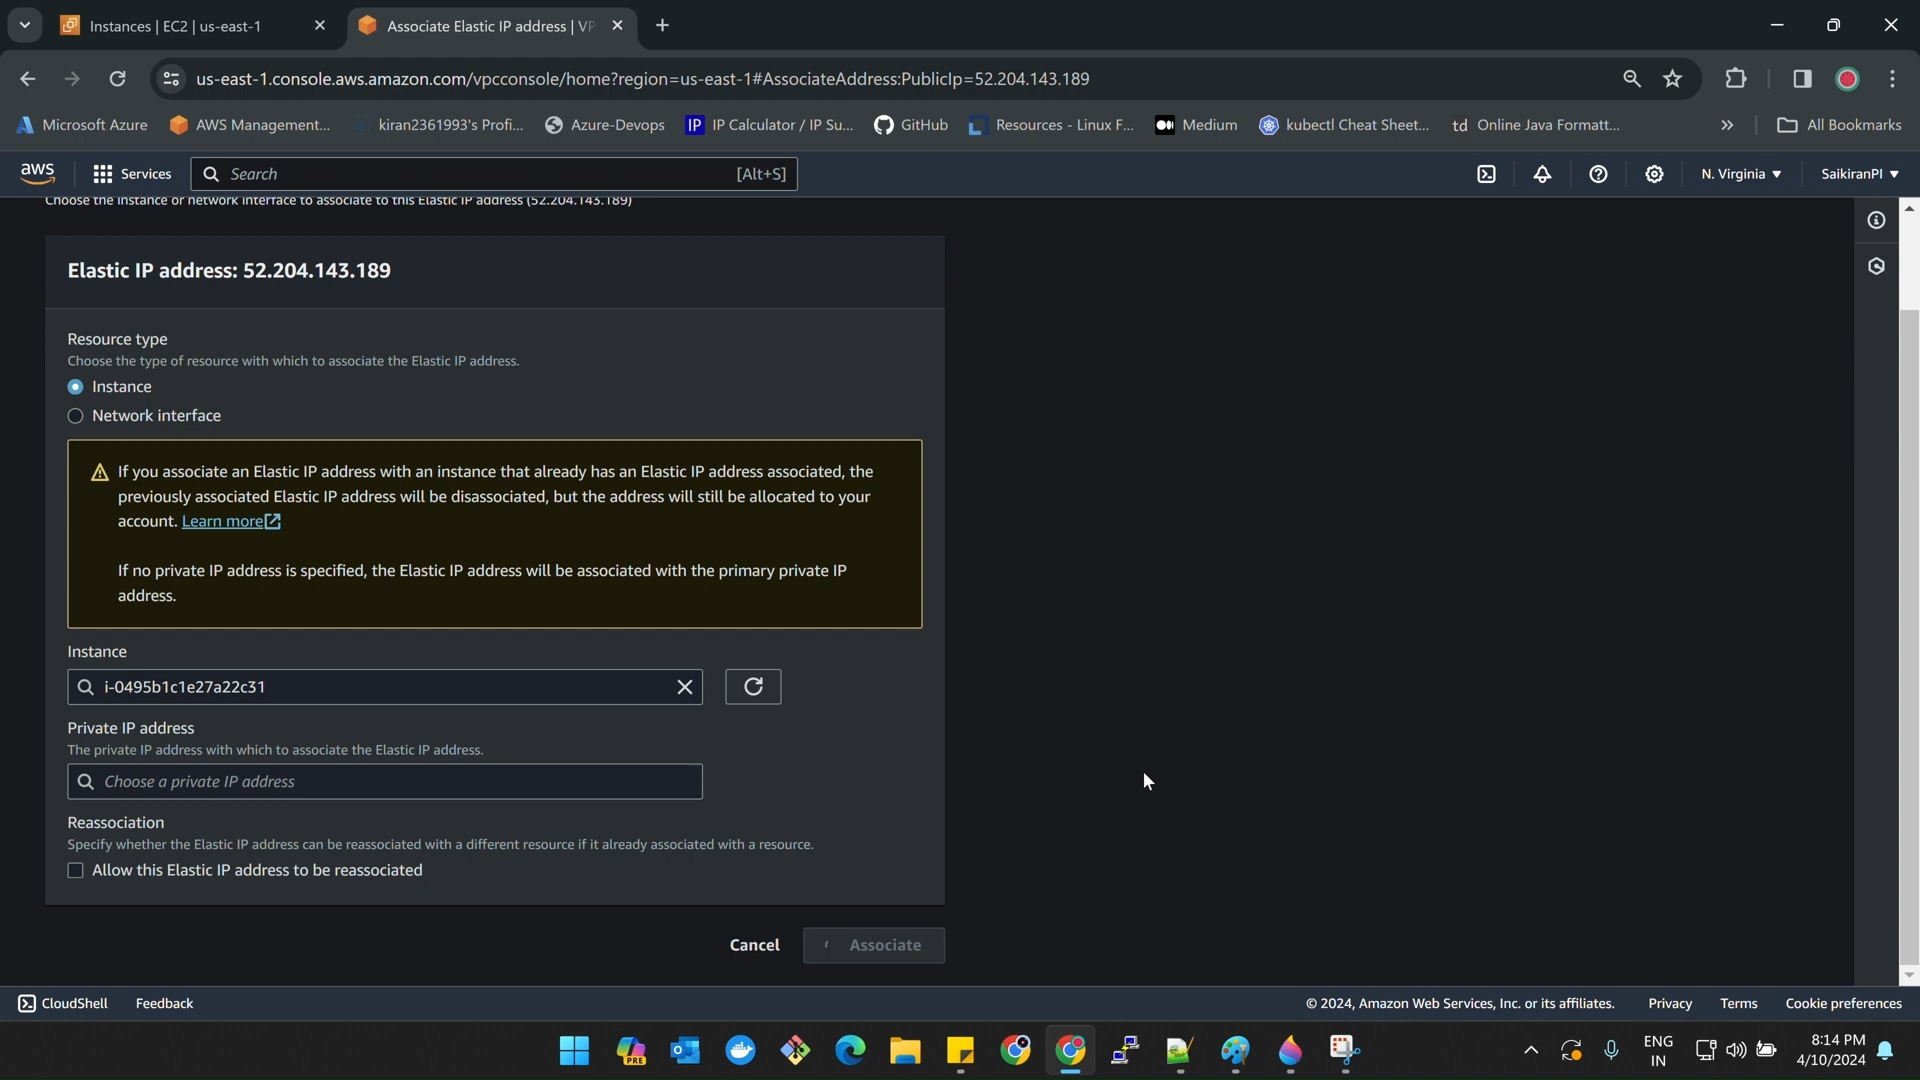 Instances | EC2 | us-east-1
Associate Elastic IP address | VP
us-east-1.console.aws.amazon.com/vpcconsole/home?region=us-east-1#AssociateAddress:PublicIp=52.204.143.189
Microsoft Azure
AWS Management...
kiran2361993's Profi...
Azure-Devops
IP
IP Calculator / IP Su...
GitHub
Resources - Linux F...
Medium
kubectl Cheat Sheet...
td
Online Java Formatt...
All Bookmarks
aws
Services
Search
[Alt+S]
N. Virginia
SaikiranPI
Choose the instance or network interface to associate to this Elastic IP address (52.204.143.189)
Elastic IP address: 52.204.143.189
Resource type
Choose the type of resource with which to associate the Elastic IP address.
Instance
Network interface
If you associate an Elastic IP address with an instance that already has an Elastic IP address associated, the
previously associated Elastic IP address will be disassociated, but the address will still be allocated to your
account. Learn more
If no private IP address is specified, the Elastic IP address will be associated with the primary private IP
address.
Instance
i-0495b1c1e27a22c31
Private IP address
The private IP address with which to associate the Elastic IP address.
Choose a private IP address
Reassociation
Specify whether the Elastic IP address can be reassociated with a different resource if it already associated with a resource.
Allow this Elastic IP address to be reassociated
Cancel
Associate
CloudShell
Feedback
© 2024, Amazon Web Services, Inc. or its affiliates.
Privacy
Terms
Cookie preferences
PRE
ENG
IN
8:14 PM
4/10/2024